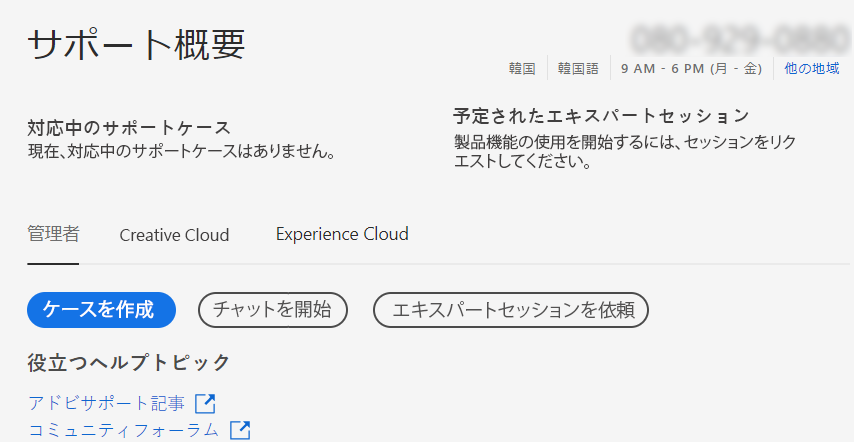 サポート概要
韓国 韓国語 9 AM - 6 PM (月 - 金) 他の地域
対応中のサポートケース
現在、対応中のサポートケースはありません。
予定されたエキスパートセッション
製品機能の使用を開始するには、セッションをリク
エストしてください。
管理者 Creative Cloud Experience Cloud
ケースを作成 チャットを開始 エキスパートセッションを依頼
役立つヘルプトピック
アドビサポート記事
コミュニティフォーラム